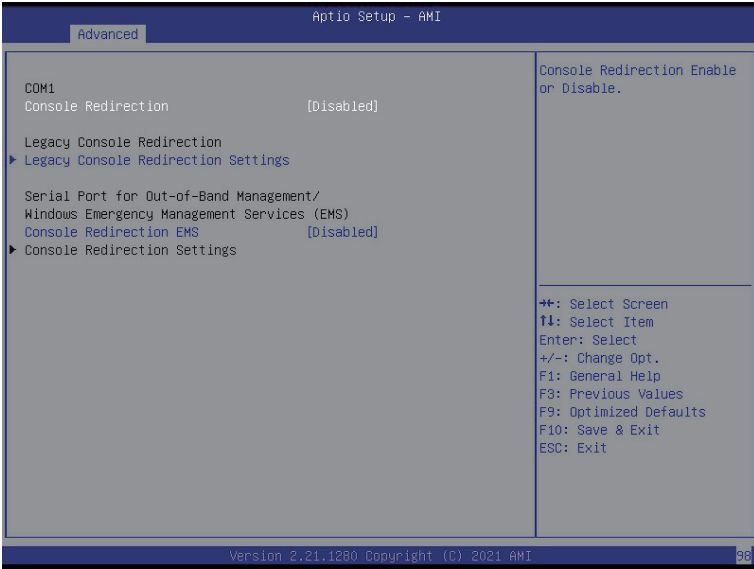 Aptio Setup – AMI
Advanced
COM1
Console Redirection [Disabled]
Legacy Console Redirection
Legacy Console Redirection Settings
Serial Port for Out-of-Band Management/
Windows Emergency Management Services (EMS)
Console Redirection EMS [Disabled]
Console Redirection Settings
Console Redirection Enable
or Disable.
→←: Select Screen
↑↓: Select Item
Enter: Select
+/-: Change Opt.
F1: General Help
F3: Previous Values
F9: Optimized Defaults
F10: Save & Exit
ESC: Exit
Version 2.21.1280 Copyright (C) 2021 AMI
98